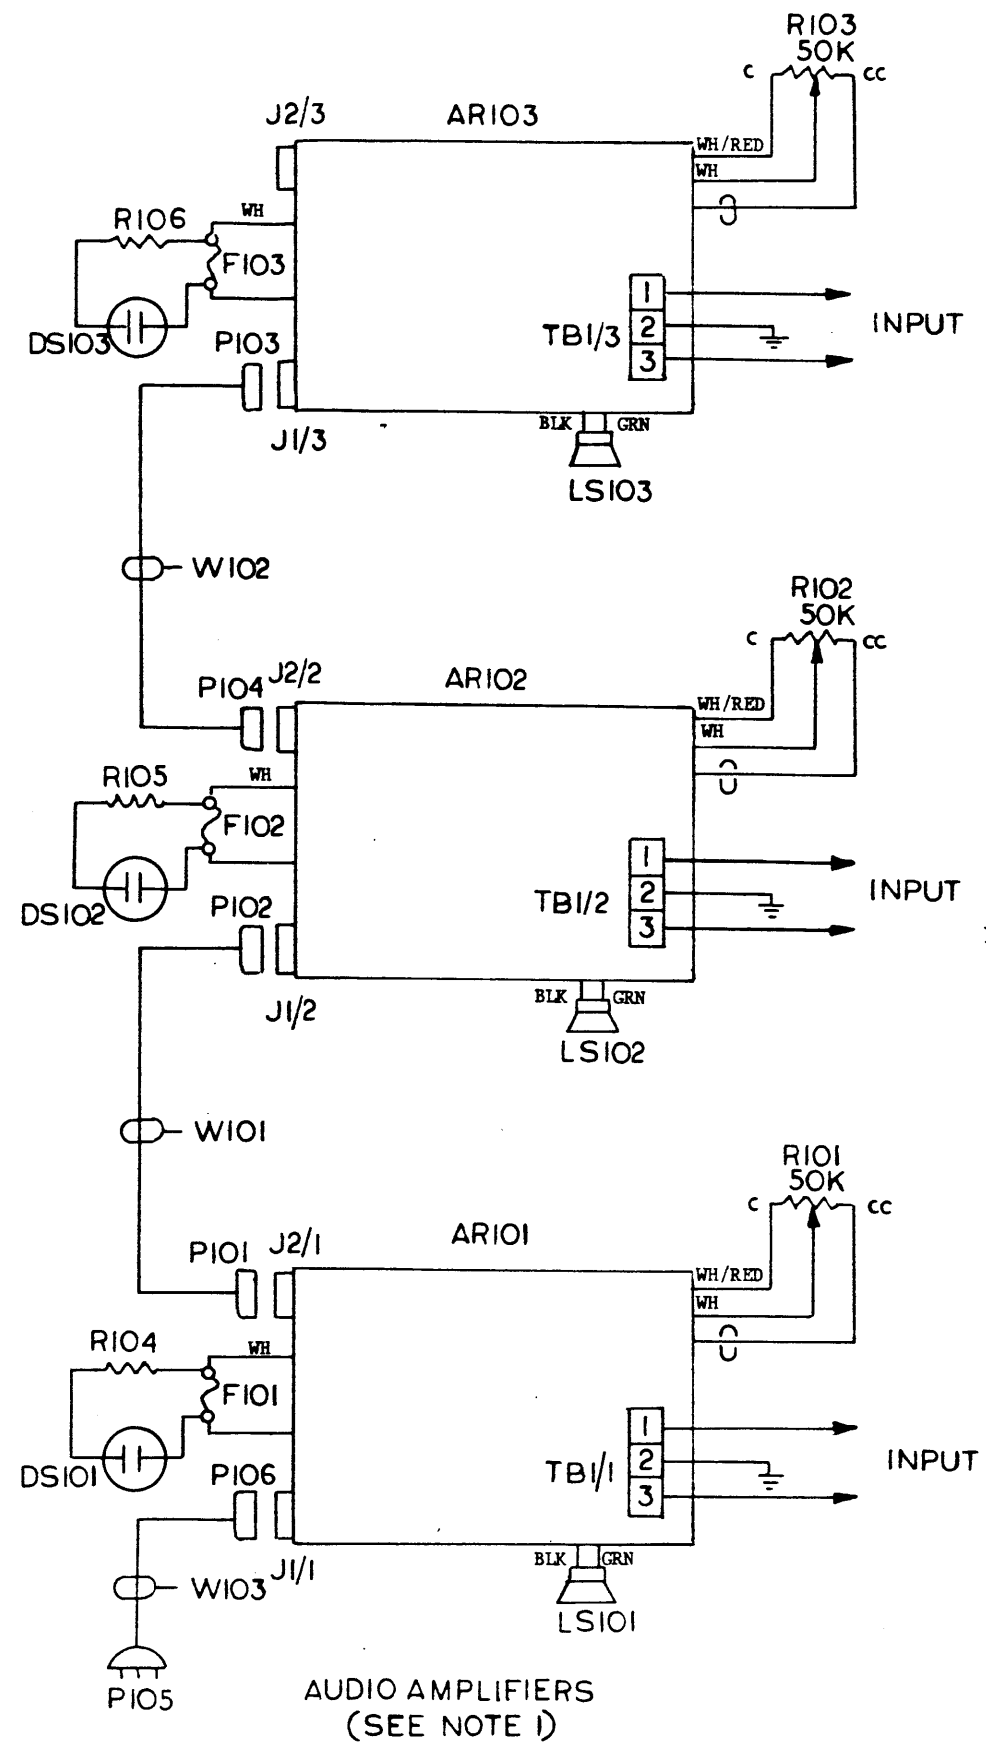 R103
50K
C
CC
J2/3
AR103
WH/RED
WH
WH
R106
F103
1
2
3
TB1/3
INPUT
DS103
P103
J1/3
BLK
GRN
LS103
W102
R102
50K
C
CC
J2/2
P104
AR102
WH/RED
WH
R105
WH
F102
1
2
3
TB1/2
INPUT
DS102
P102
J1/2
BLK
GRN
LS102
W101
R101
50K
C
CC
P101
J2/1
AR101
WH/RED
WH
R104
WH
F101
1
2
3
TB1/1
INPUT
DS101
P106
J1/1
BLK
GRN
W103
LS101
P105
AUDIO AMPLIFIERS
(SEE NOTE 1)